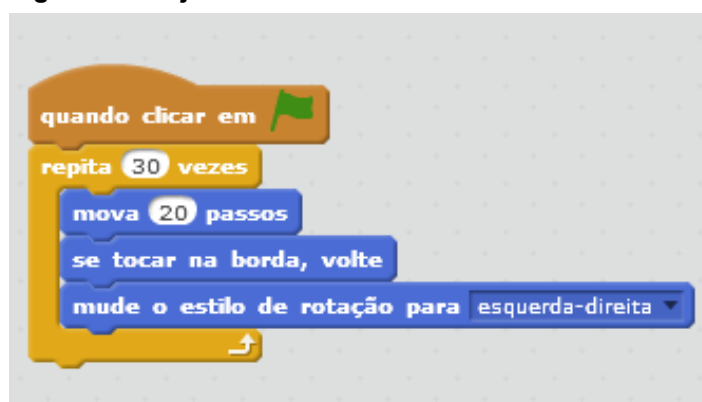 quando clicar em
repita 30 vezes
mova 20 passos
se tocar na borda, volte
mude o estilo de rotação para esquerda-direita